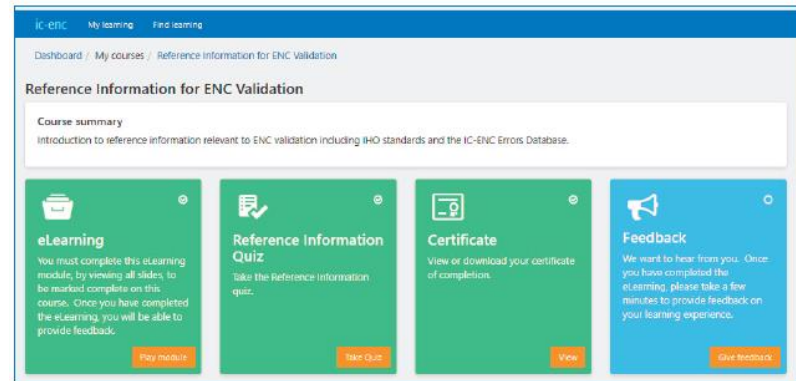 ic-enc My learning Find learning
Dashboard / My courses / Reference Information for ENC Validation
Reference Information for ENC Validation
Course summary
Introduction to reference information relevant to ENC validation including IHO standards and the IC-ENC Errors Database.
eLearning
You must complete this eLearning
module, by viewing all slides, to
be marked complete on this
course. Once you have completed
the eLearning, you will be able to
provide feedback.
Play module
Reference Information
Quiz
Take the Reference Information
quiz.
Take Quiz
Certificate
View or download your certificate
of completion.
View
Feedback
We want to hear from you. Once
you have completed the
eLearning, please take a few
minutes to provide feedback on
your learning experience.
Give feedback